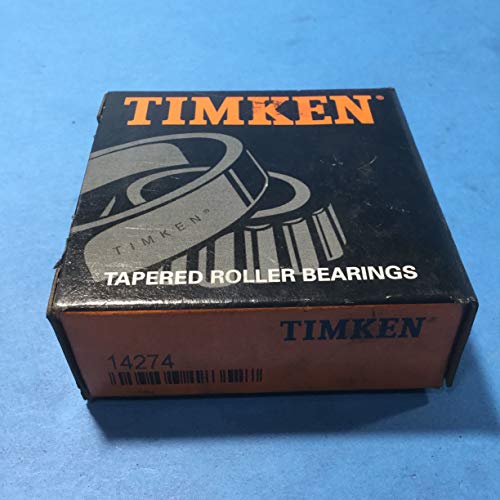 TIMKEN®
TIMKEN®
TAPERED ROLLER BEARINGS
TIMKEN®
14274